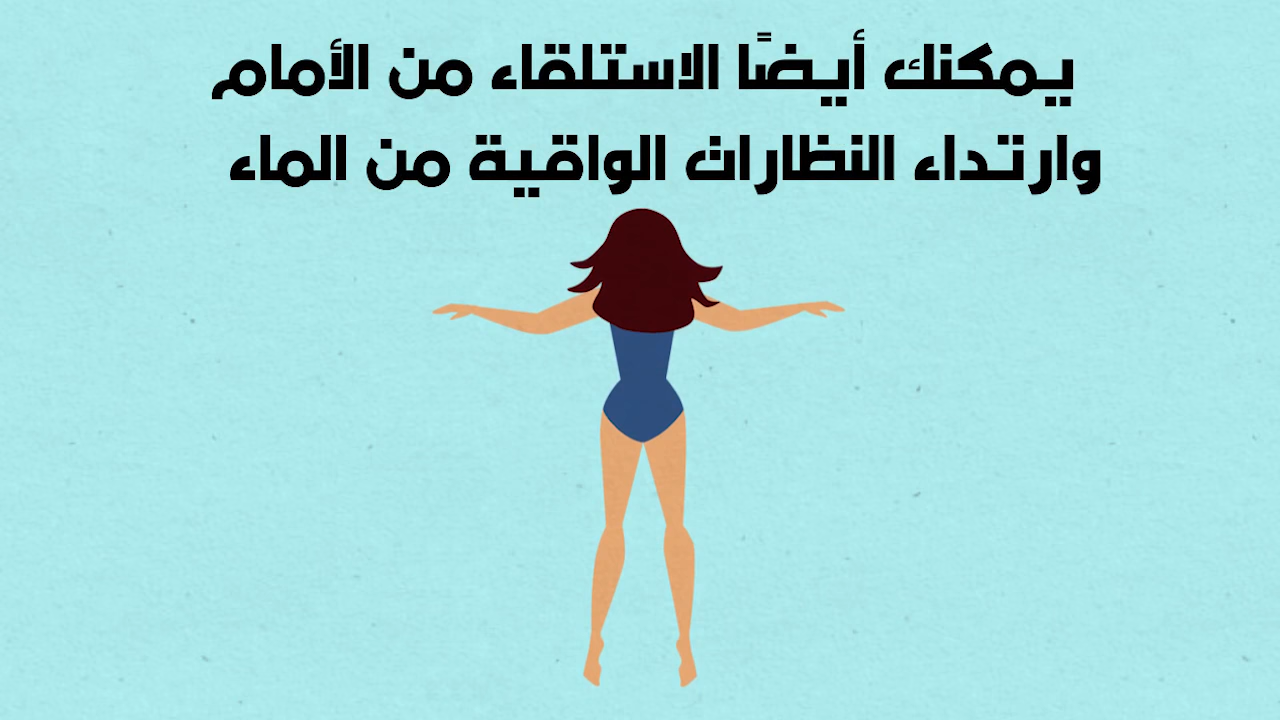 يمكنك أيضًا الاستلقاء من الأمام
وارتداء النظارات الواقية من الماء